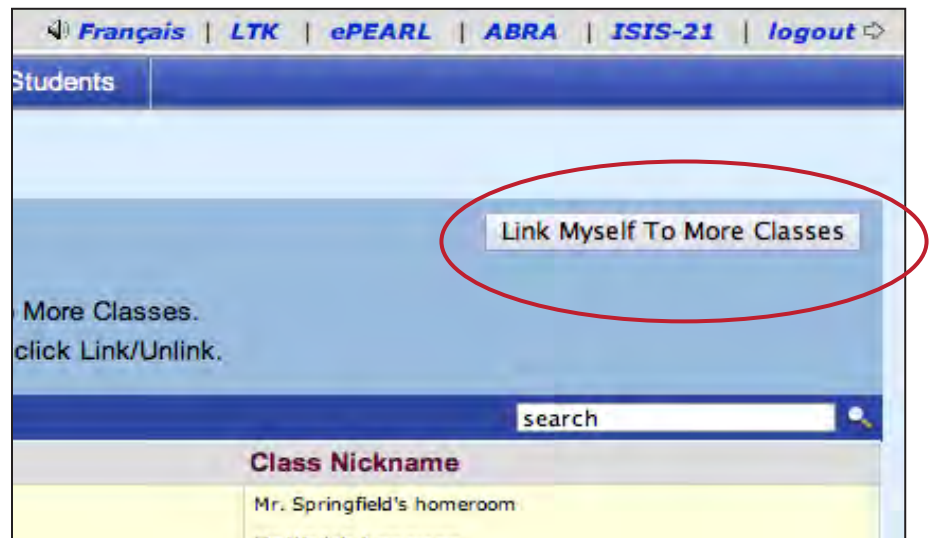 Français | LTK | ePEARL | ABRA | ISIS-21 | logout
Students
Link Myself To More Classes
More Classes.
click Link/Unlink.
search
Class Nickname
Mr. Springfield's homeroom